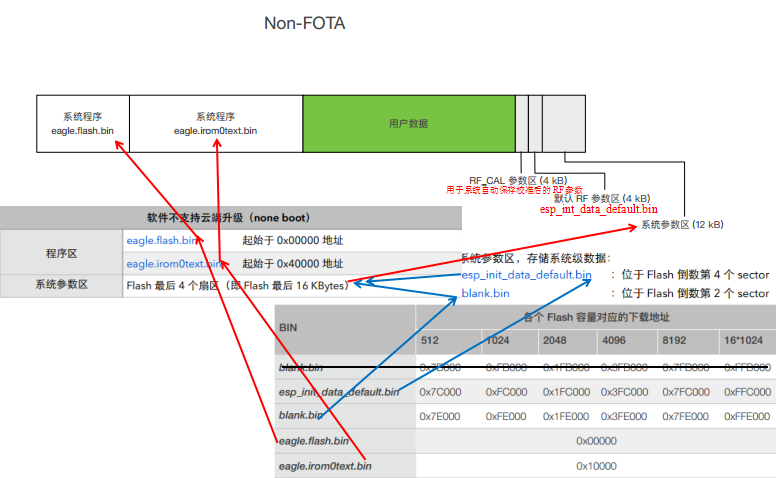 Non-FOTA
系统程序
eagle.flash.bin
系统程序
eagle.irom0text.bin
用户数据
RF_CAL 参数区 (4 kB)
用于系统自动保存校准后的 RF参数
默认 RF 参数区 (4 kB)
esp_int_data_default.bin
系统参数区 (12 kB)
软件不支持云端升级（none boot）
程序区
eagle.flash.bin 起始于 0x00000 地址
eagle.irom0text.bin 起始于 0x40000 地址
系统参数区 Flash 最后 4 个扇区（即 Flash 最后 16 KBytes）
系统参数区，存储系统级数据：
esp_init_data_default.bin ：位于 Flash 倒数第 4 个 sector
blank.bin ：位于 Flash 倒数第 2 个 sector
BIN 各个 Flash 容量对应的下载地址
512 1024 2048 4096 8192 16*1024
blank.bin 0x7B000 0xFB000 0x1FB000 0x3FB000 0x7FB000 0xFFB000
esp_init_data_default.bin 0x7C000 0xFC000 0x1FC000 0x3FC000 0x7FC000 0xFFC000
blank.bin 0x7E000 0xFE000 0x1FE000 0x3FE000 0x7FE000 0xFFE000
eagle.flash.bin 0x00000
eagle.irom0text.bin 0x10000